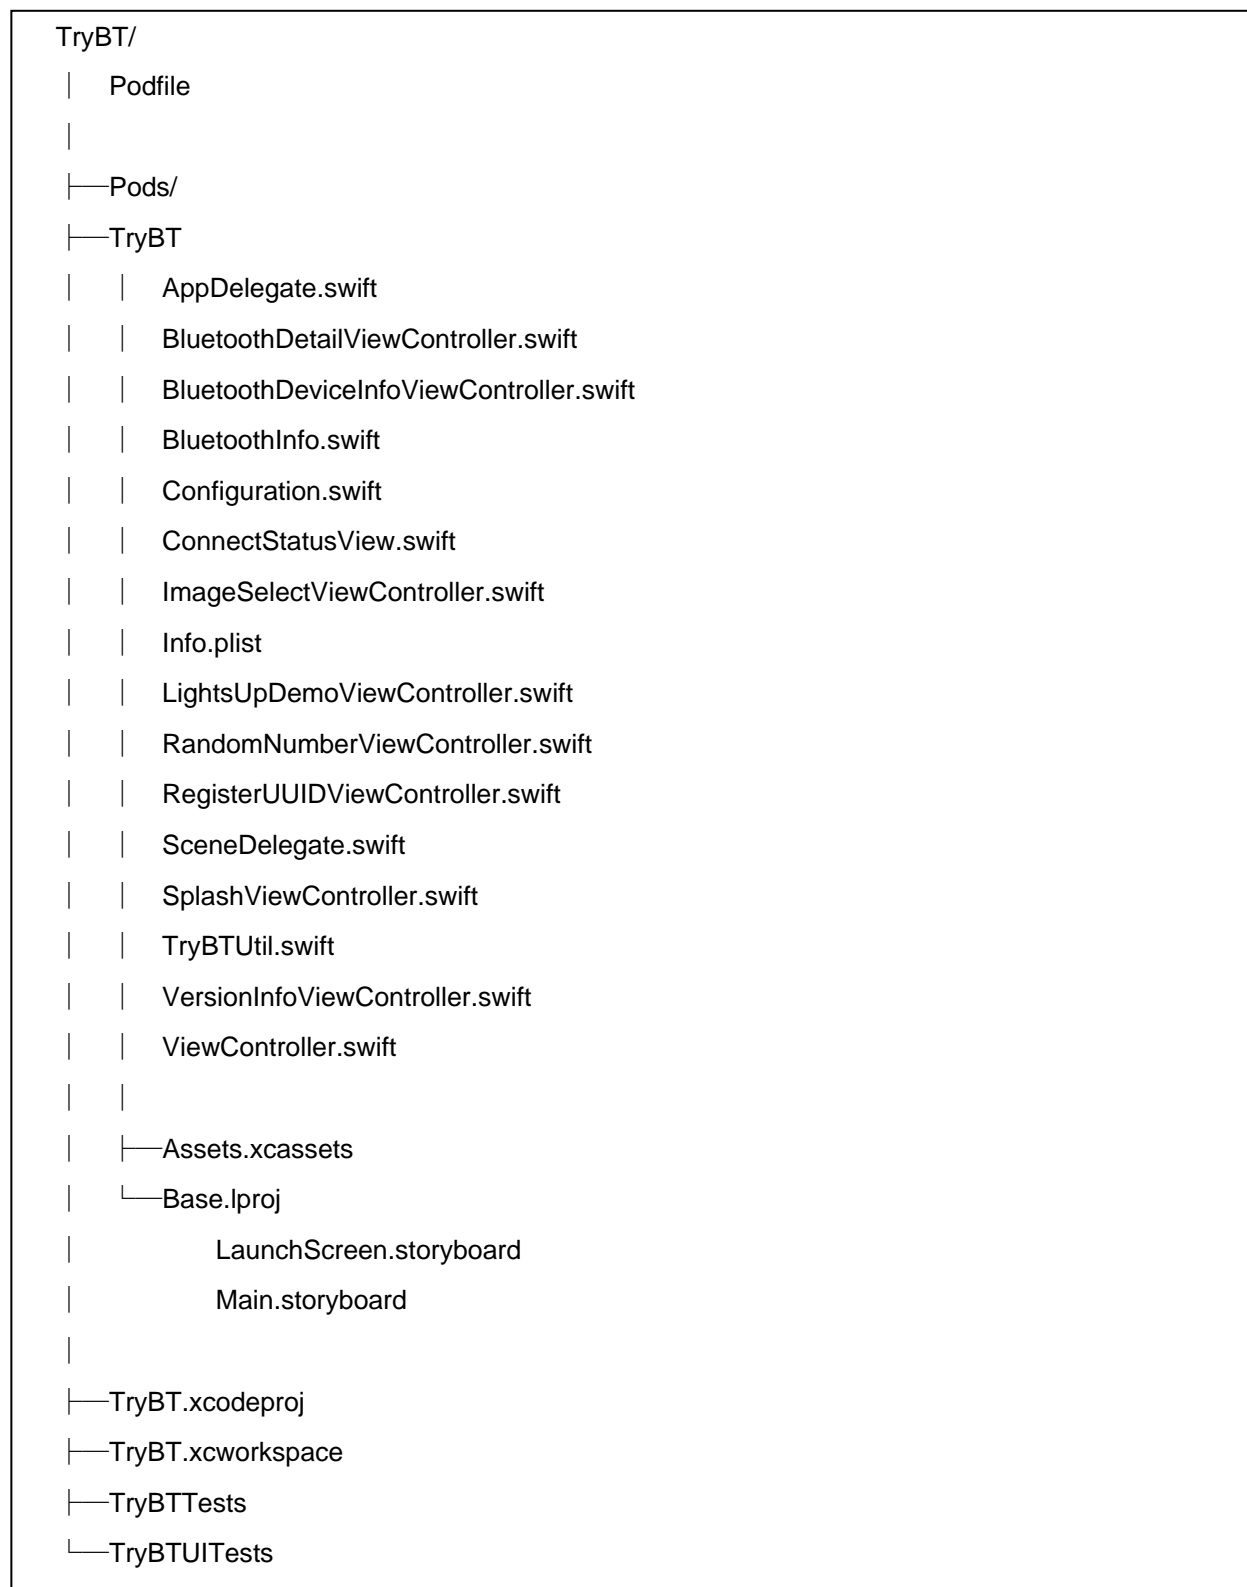 TryBT/
│ Podfile
│
├──Pods/
├──TryBT
│ │ AppDelegate.swift
│ │ BluetoothDetailViewController.swift
│ │ BluetoothDeviceInfoViewController.swift
│ │ BluetoothInfo.swift
│ │ Configuration.swift
│ │ ConnectStatusView.swift
│ │ ImageSelectViewController.swift
│ │ Info.plist
│ │ LightsUpDemoViewController.swift
│ │ RandomNumberViewController.swift
│ │ RegisterUUIDViewController.swift
│ │ SceneDelegate.swift
│ │ SplashViewController.swift
│ │ TryBTUtil.swift
│ │ VersionInfoViewController.swift
│ │ ViewController.swift
│ │
│ ├──Assets.xcassets
│ └──Base.lproj
│ LaunchScreen.storyboard
│ Main.storyboard
│
├──TryBT.xcodeproj
├──TryBT.xcworkspace
├──TryBTTests
└──TryBTUITests